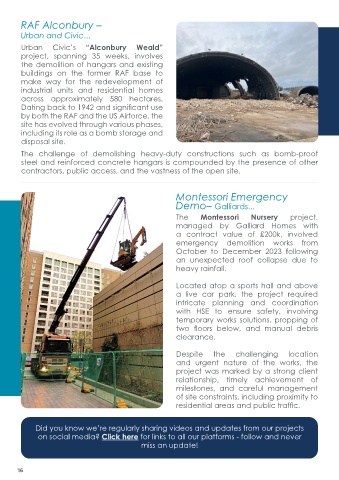 RAF Alconbury –
Urban and Civic...
Urban Civic's "Alconbury Weald"
project, spanning 35 weeks, involves
the demolition of hangars and existing
buildings on the former RAF base to
make way for the redevelopment of
industrial units and residential homes
across approximately 580 hectares.
Dating back to 1942 and significant use
by both the RAF and the US Airforce, the
site has evolved through various phases,
including its role as a bomb storage and
disposal site.
The challenge of demolishing heavy-duty constructions such as bomb-proof
steel and reinforced concrete hangars is compounded by the presence of other
contractors, public access, and the vastness of the open site.
Montessori Emergency
Demo– Galliards...
The Montessori Nursery project,
managed by Galliard Homes with
a contract value of £200k, involved
emergency demolition works from
October to December 2023 following
an unexpected roof collapse due to
heavy rainfall.
Located atop a sports hall and above
a live car park, the project required
intricate planning and coordination
with HSE to ensure safety, involving
temporary works solutions, propping of
two floors below, and manual debris
clearance.
Despite the challenging location
and urgent nature of the works, the
project was marked by a strong client
relationship, timely achievement of
milestones, and careful management
of site constraints, including proximity to
residential areas and public traffic.
Did you know we're regularly sharing videos and updates from our projects
on social media? Click here for links to all our platforms - follow and never
miss an update!
16